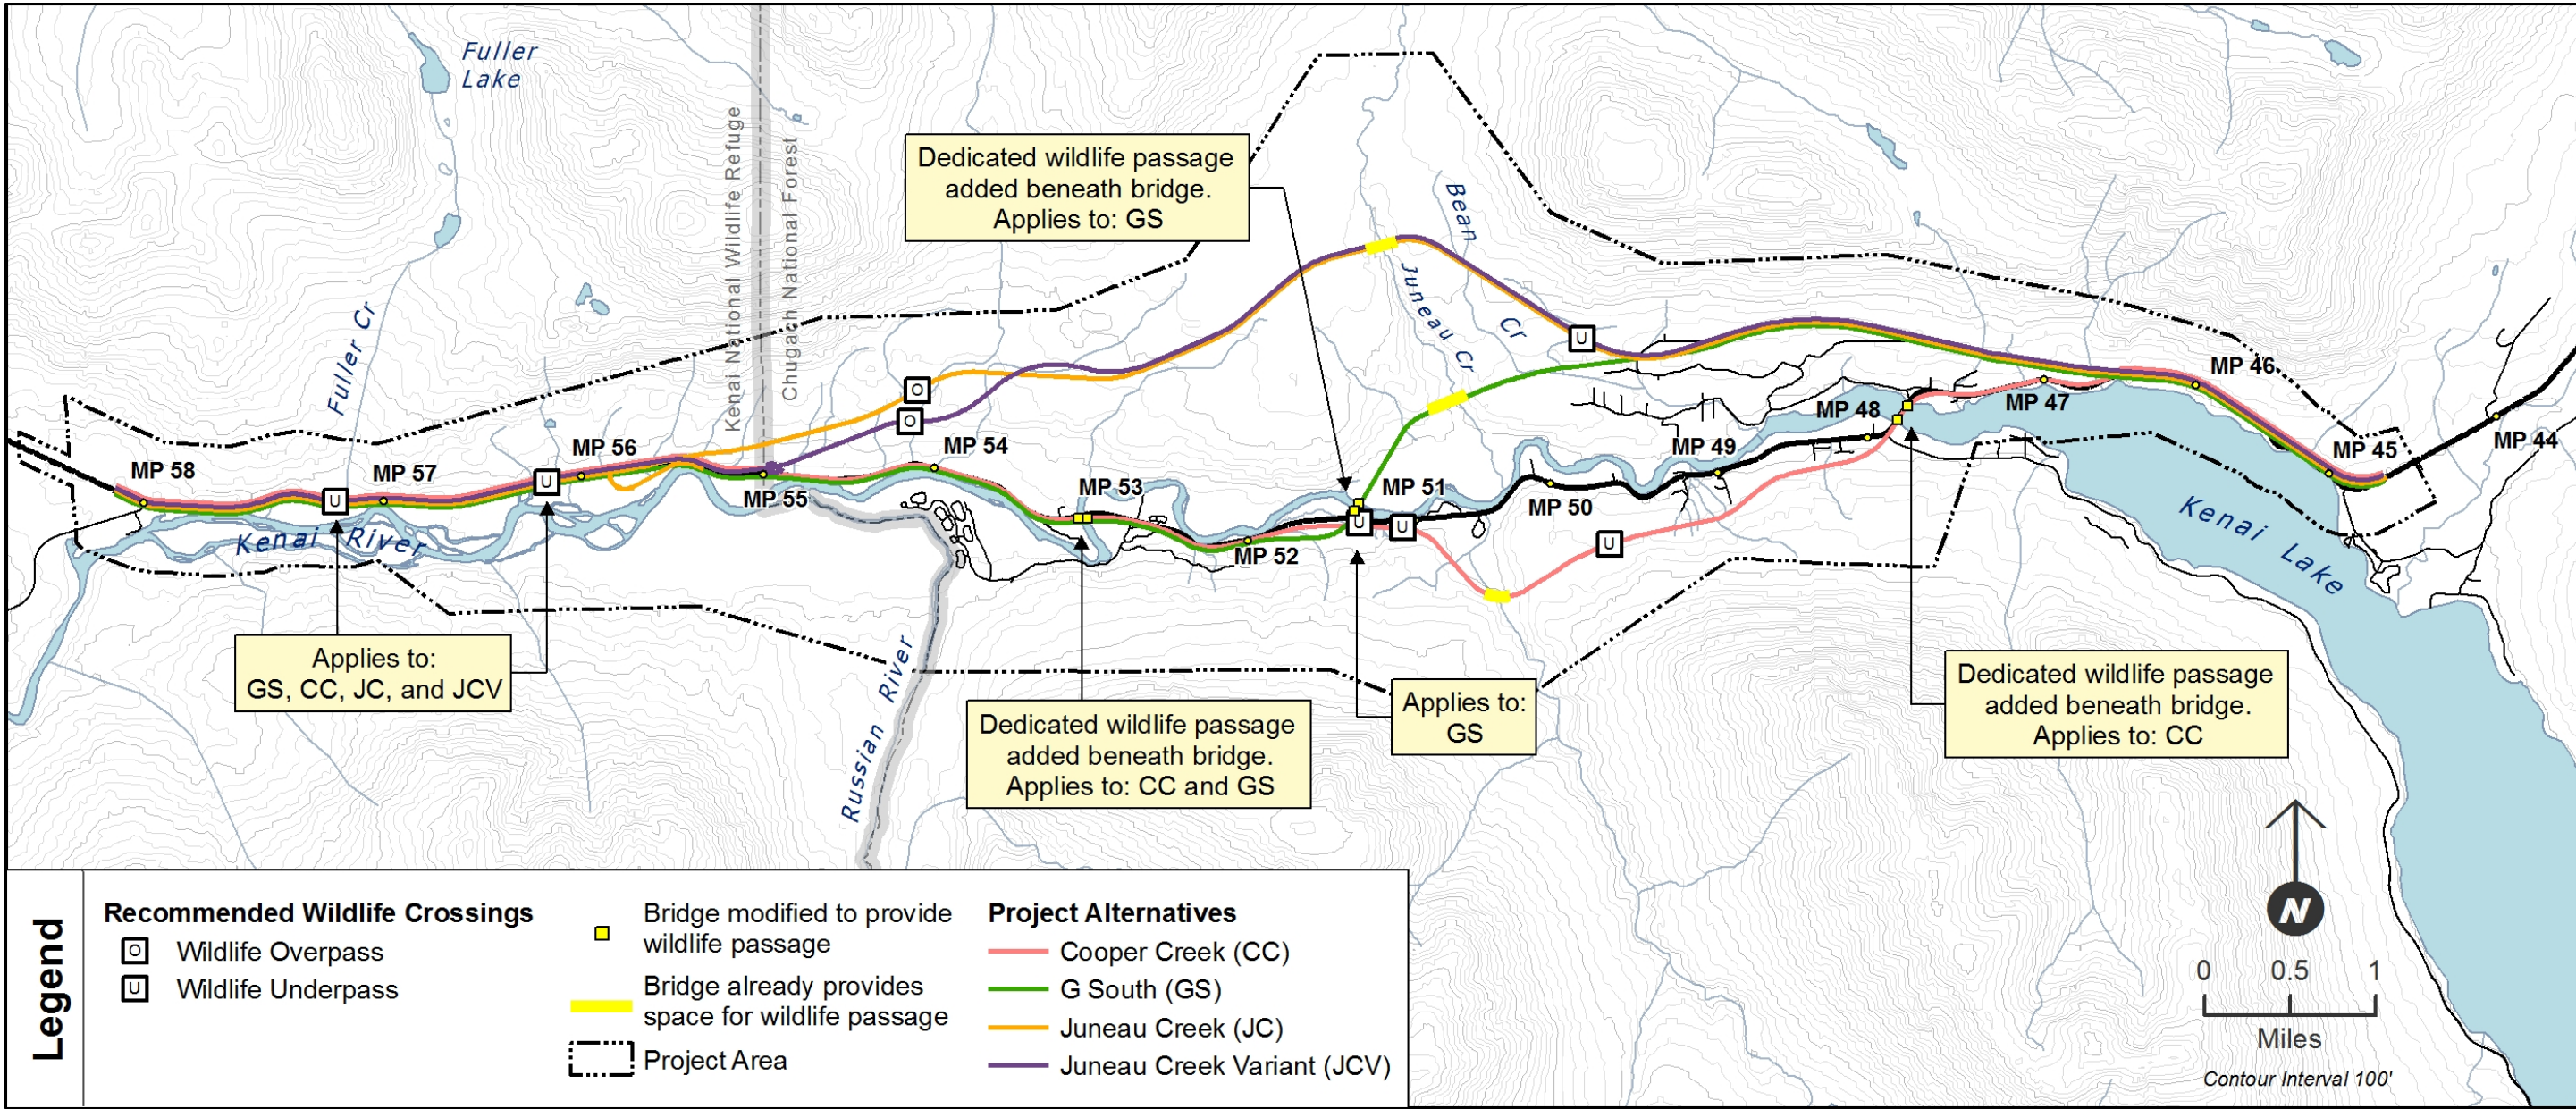 Fuller
Lake
Kenai National Wildlife Refuge
Chugach National Forest
Dedicated wildlife passage
added beneath bridge.
Applies to: GS
Bean
Cr
Juneau Cr
Fuller Cr
MP 58
MP 57
MP 56
MP 55
MP 54
MP 53
MP 52
MP 51
MP 50
MP 49
MP 48
MP 47
MP 46
MP 45
MP 44
O
O
U
U
U
U
U
U
Kenai River
Kenai Lake
Russian River
Applies to:
GS, CC, JC, and JCV
Dedicated wildlife passage
added beneath bridge.
Applies to: CC and GS
Applies to:
GS
Dedicated wildlife passage
added beneath bridge.
Applies to: CC
Legend
Recommended Wildlife Crossings
O Wildlife Overpass
U Wildlife Underpass
Bridge modified to provide
wildlife passage
Bridge already provides
space for wildlife passage
Project Area
Project Alternatives
Cooper Creek (CC)
G South (GS)
Juneau Creek (JC)
Juneau Creek Variant (JCV)
N
0 0.5 1
Miles
Contour Interval 100'